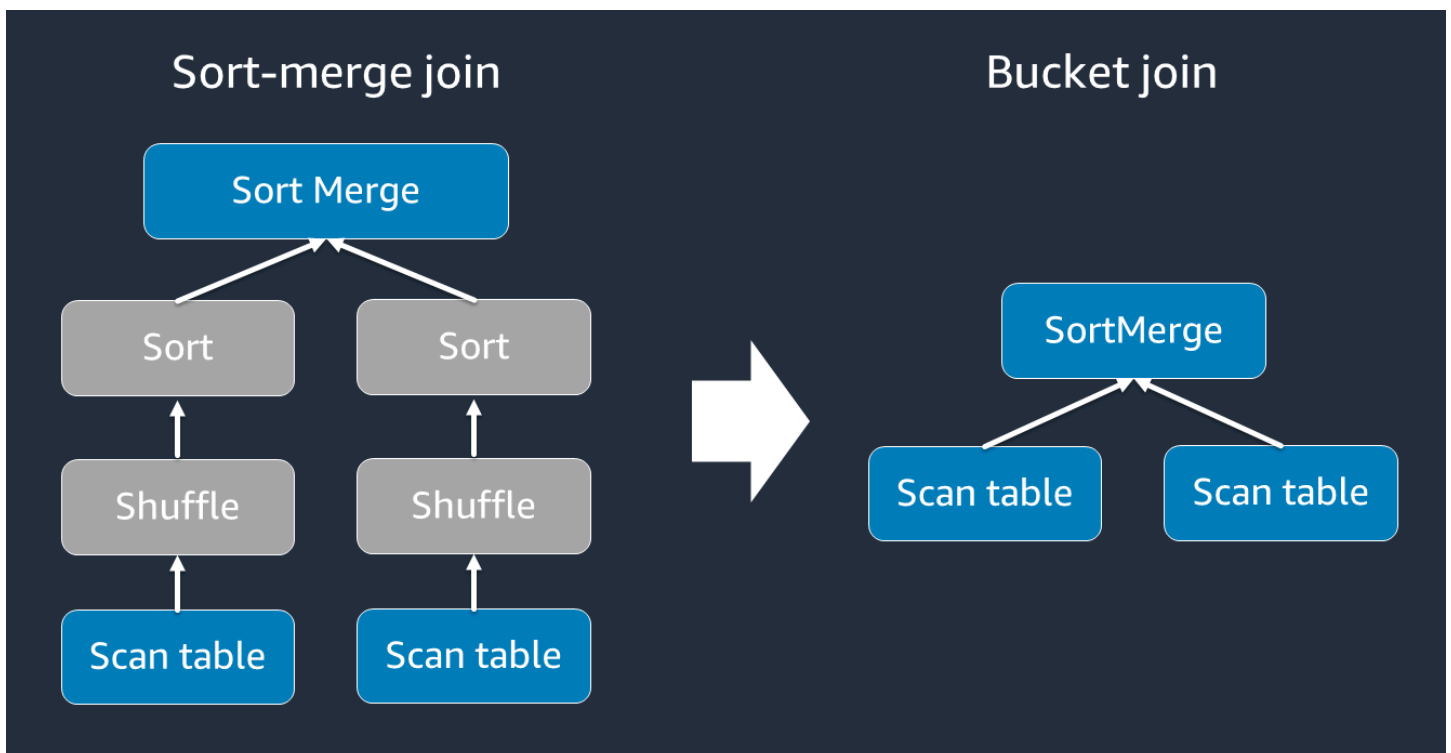 Sort-merge join
Bucket join
Sort Merge
Sort
Sort
SortMerge
Shuffle
Shuffle
Scan table
Scan table
Scan table
Scan table